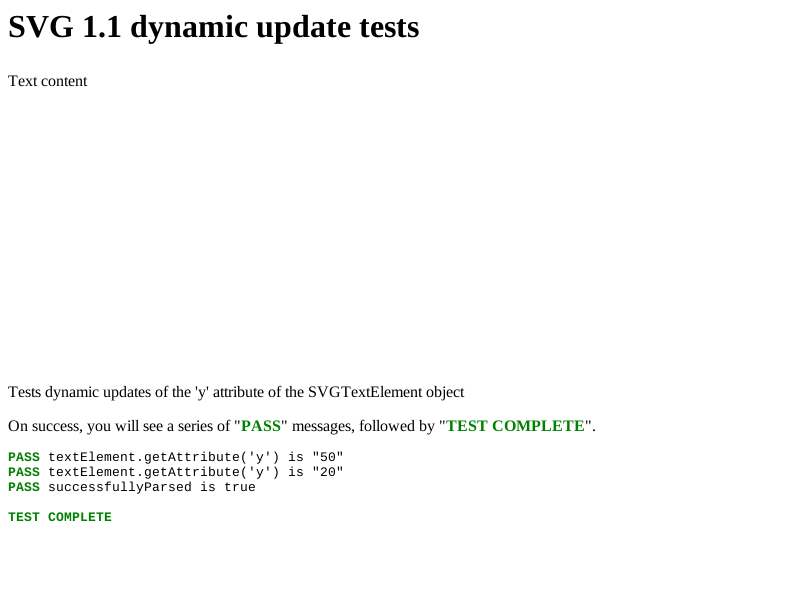 SVG 1.1 dynamic update tests
Text content
Tests dynamic updates of the 'y' attribute of the SVGTextElement object
On success, you will see a series of "PASS" messages, followed by "TEST COMPLETE".
PASS textElement.getAttribute('y') is "50"
PASS textElement.getAttribute('y') is "20"
PASS successfullyParsed is true
TEST COMPLETE